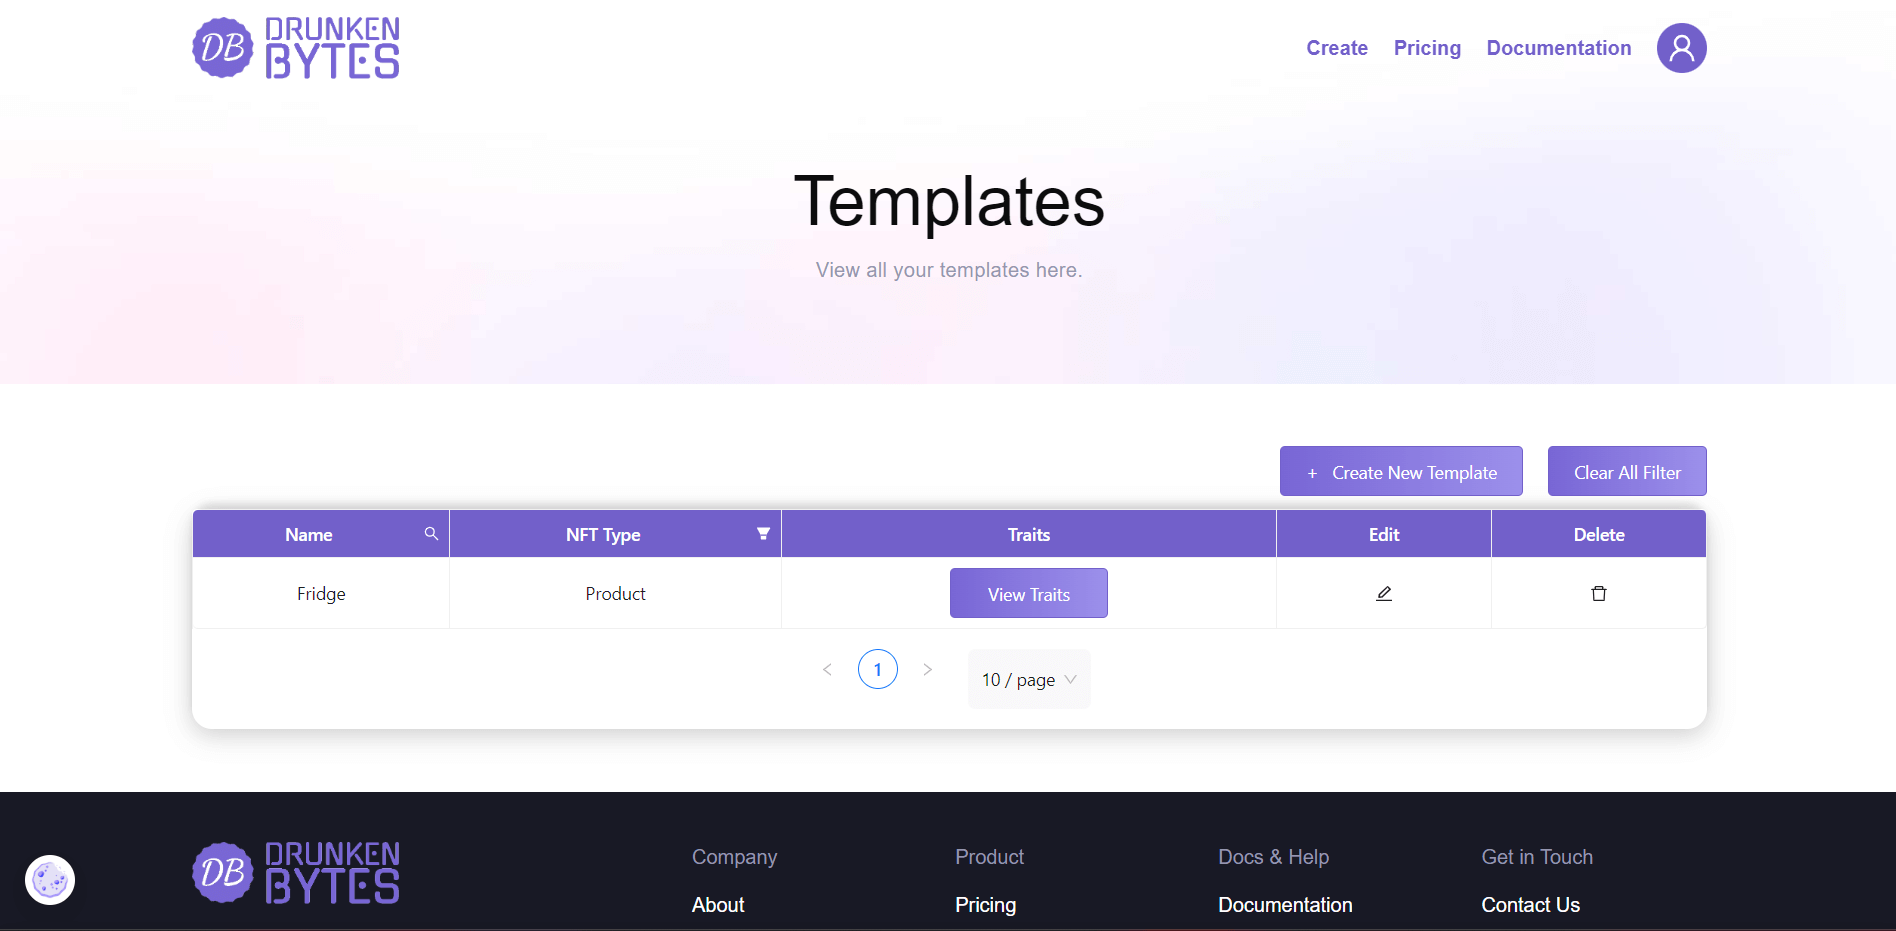 DB DRUNKEN BYTES
Create Pricing Documentation
Templates
View all your templates here.
+ Create New Template Clear All Filter
Name NFT Type Traits Edit Delete
Fridge Product View Traits
< 1 > 10 / page
DB DRUNKEN BYTES
Company Product Docs & Help Get in Touch
About Pricing Documentation Contact Us